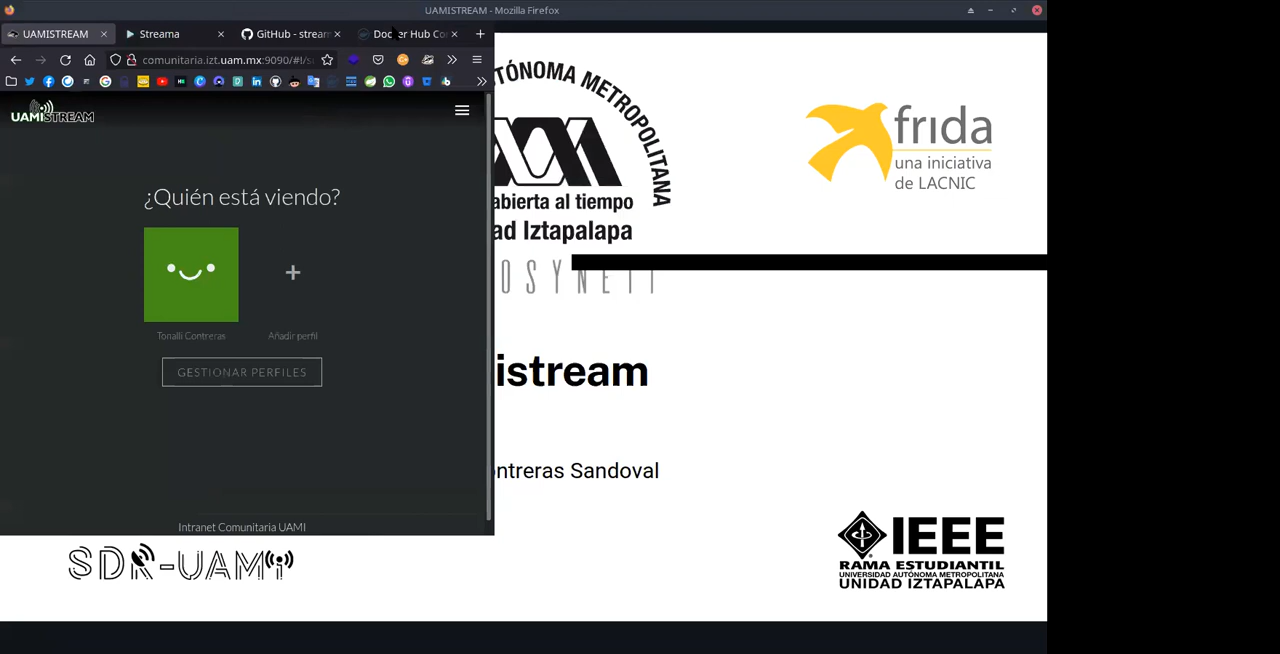 UAMISTREAM - Mozilla Firefox
UAMISTREAM
Streama
GitHub - stream
Docker Hub Co
comunitaria.izt.uam.mx:9090/#!/s
UAMISTREAM
¿Quién está viendo?
Tonalli Contreras
Añadir perfil
GESTIONAR PERFILES
Intranet Comunitaria UAMI
TÓNOMA METROPOLITANA
abierta al tiempo
ad Iztapalapa
OSYNETI
frida
una iniciativa
de LACNIC
istream
ontreras Sandoval
SDR-UAMi
IEEE
RAMA ESTUDIANTIL
UNIVERSIDAD AUTÓNOMA METROPOLITANA
UNIDAD IZTAPALAPA